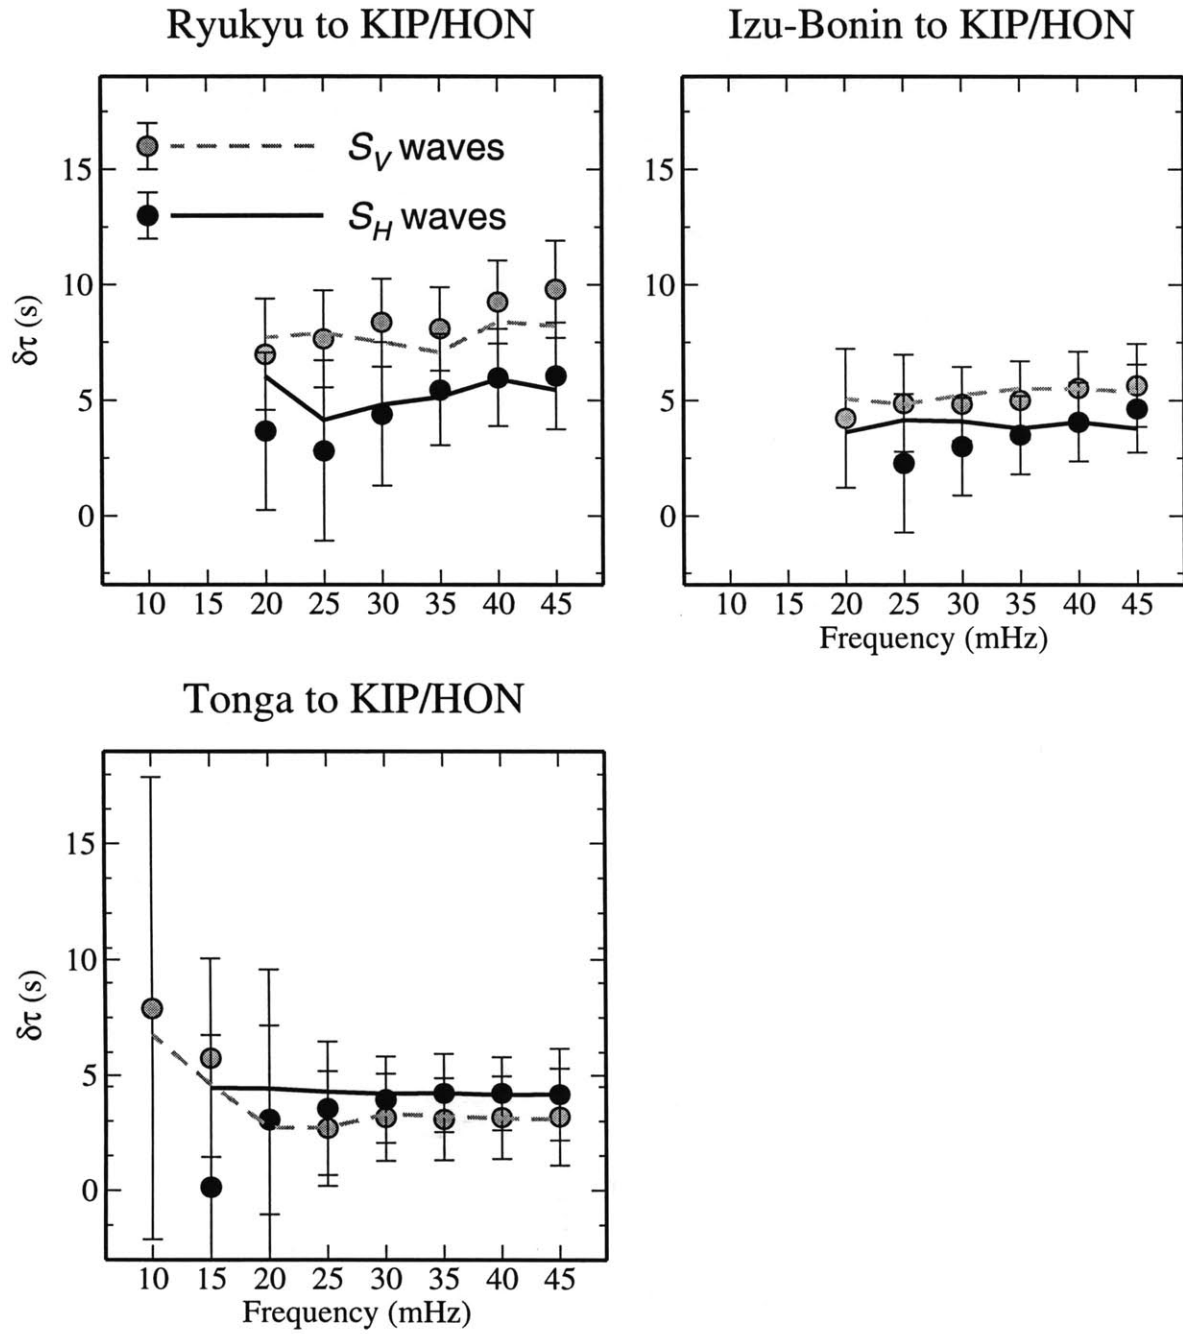 Ryukyu to KIP/HON
S_V waves
S_H waves
15
10
5
0
δτ (s)
10 15 20 25 30 35 40 45
Izu-Bonin to KIP/HON
15
10
5
0
10 15 20 25 30 35 40 45
Frequency (mHz)
Tonga to KIP/HON
15
10
5
0
δτ (s)
10 15 20 25 30 35 40 45
Frequency (mHz)